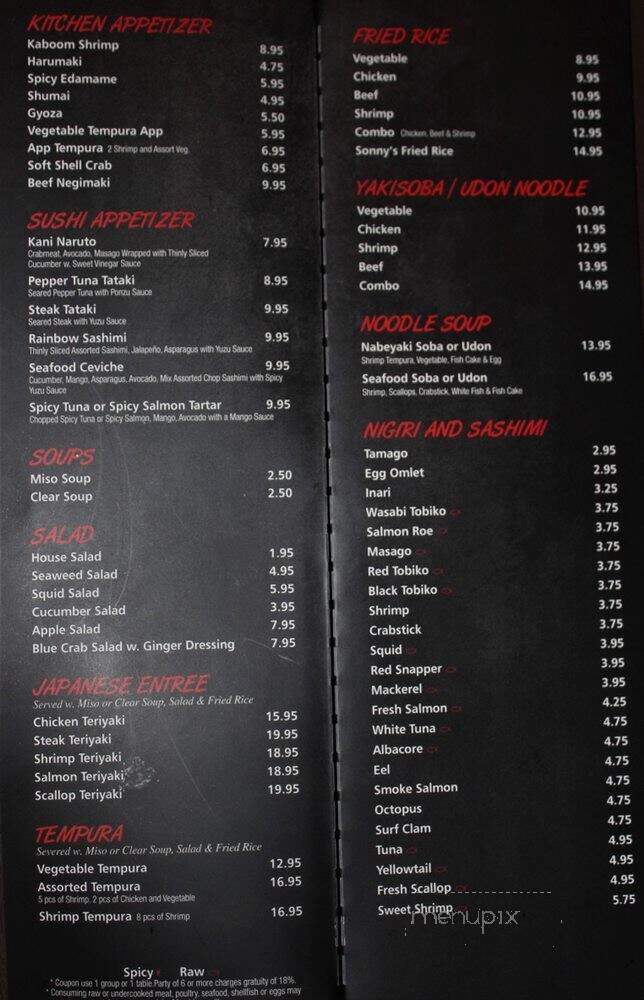 KITCHEN APPETIZER
Kaboom Shrimp 8.95
Harumaki 4.75
Spicy Edamame 5.95
Shumai 4.95
Gyoza 5.50
Vegetable Tempura App 5.95
App Tempura 2 Shrimp and Assort Veg. 6.95
Soft Shell Crab 6.95
Beef Negimaki 9.95
SUSHI APPETIZER
Kani Naruto 7.95
Crabmeat, Avocado, Masago Wrapped with Thinly Sliced
Cucumber w. Sweet Vinegar Sauce
Pepper Tuna Tataki 8.95
Seared Pepper Tuna with Ponzu Sauce
Steak Tataki 9.95
Seared Steak with Yuzu Sauce
Rainbow Sashimi 9.95
Thinly Sliced Assorted Sashimi, Jalapeño, Asparagus with Yuzu Sauce
Seafood Ceviche 9.95
Cucumber, Mango, Asparagus, Avocado, Mix Assorted Chop Sashimi with Spicy
Yuzu Sauce
Spicy Tuna or Spicy Salmon Tartar 9.95
Chopped Spicy Tuna or Spicy Salmon, Mango, Avocado with a Mango Sauce
SOUPS
Miso Soup 2.50
Clear Soup 2.50
SALAD
House Salad 1.95
Seaweed Salad 4.95
Squid Salad 5.95
Cucumber Salad 3.95
Apple Salad 7.95
Blue Crab Salad w. Ginger Dressing 7.95
JAPANESE ENTREE
Served w. Miso or Clear Soup, Salad & Fried Rice
Chicken Teriyaki 15.95
Steak Teriyaki 19.95
Shrimp Teriyaki 18.95
Salmon Teriyaki 18.95
Scallop Teriyaki 19.95
TEMPURA
Severed w. Miso or Clear Soup, Salad & Fried Rice
Vegetable Tempura 12.95
Assorted Tempura 16.95
5 pcs of Shrimp, 2 pcs of Chicken and Vegetable
Shrimp Tempura 8 pcs of Shrimp 16.95
Spicy Raw
* Coupon use 1 group or 1 table.Party of 6 or more charges gratuity of 18%.
* Consuming raw or undercooked meat, poultry, seafood, shellfish or eggs may
FRIED RICE
Vegetable 8.95
Chicken 9.95
Beef 10.95
Shrimp 10.95
Combo Chicken, Beef & Shrimp 12.95
Sonny's Fried Rice 14.95
YAKISOBA / UDON NOODLE
Vegetable 10.95
Chicken 11.95
Shrimp 12.95
Beef 13.95
Combo 14.95
NOODLE SOUP
Nabeyaki Soba or Udon 13.95
Shrimp Tempura, Vegetable, Fish Cake & Egg
Seafood Soba or Udon 16.95
Shrimp, Scallops, Crabstick, White Fish & Fish Cake
NIGIRI AND SASHIMI
Tamago 2.95
Egg Omlet 2.95
Inari 3.25
Wasabi Tobiko 3.75
Salmon Roe 3.75
Masago 3.75
Red Tobiko 3.75
Black Tobiko 3.75
Shrimp 3.75
Crabstick 3.75
Squid 3.95
Red Snapper 3.95
Mackerel 3.95
Fresh Salmon 4.25
White Tuna 4.75
Albacore 4.75
Eel 4.75
Smoke Salmon 4.75
Octopus 4.75
Surf Clam 4.75
Tuna 4.95
Yellowtail 4.95
Fresh Scallop 4.95
Sweet Shrimp 5.75
menupix